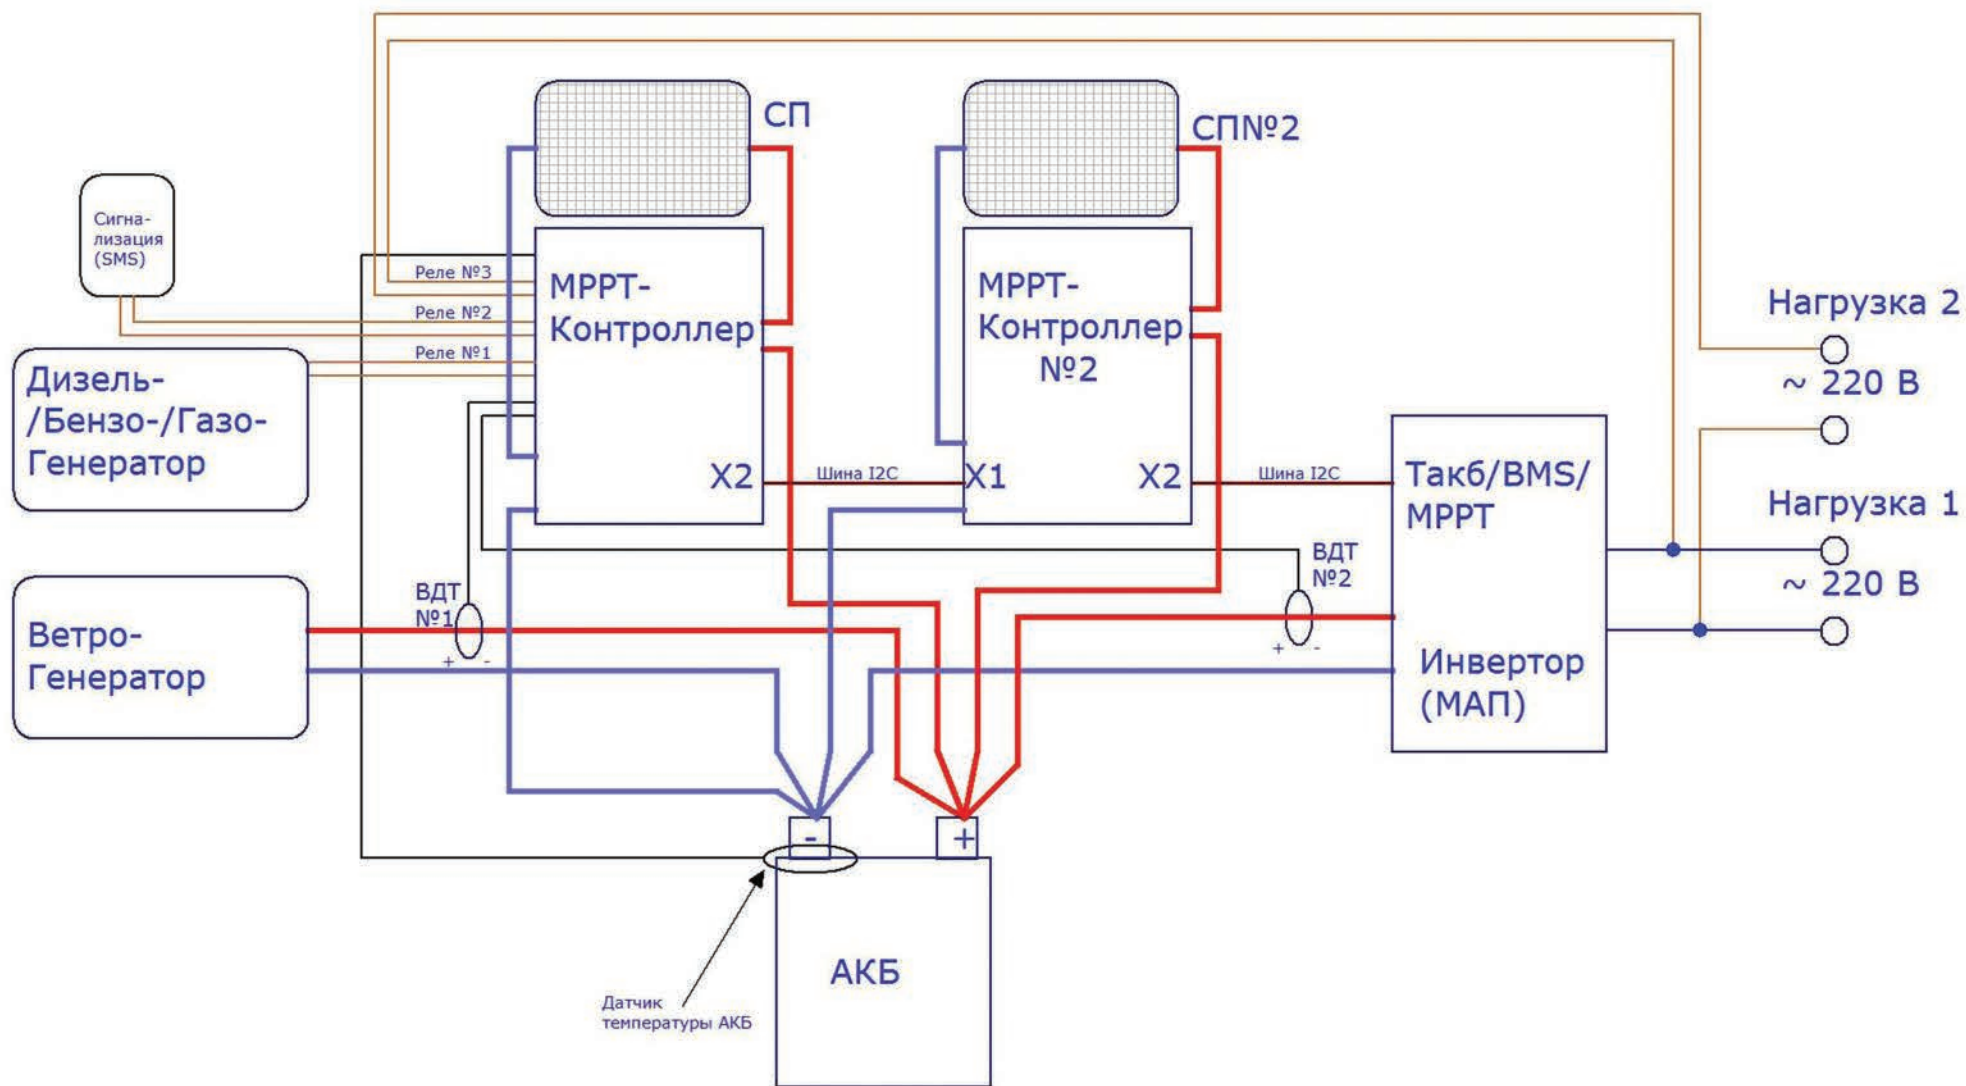 СП
СП№2
Сигна-
лизация
(SMS)
Реле №3
Реле №2
Реле №1
МРРТ-
Контроллер
X2
МРРТ-
Контроллер
№2
X1
X2
Шина I2C
Шина I2C
Нагрузка 2
~ 220 В
Нагрузка 1
~ 220 В
Дизель-
/Бензо-/Газо-
Генератор
Такб/BMS/
МРРТ
Инвертор
(МАП)
ВДТ
№1
+ -
ВДТ
№2
+ -
Ветро-
Генератор
-
+
АКБ
Датчик
температуры АКБ